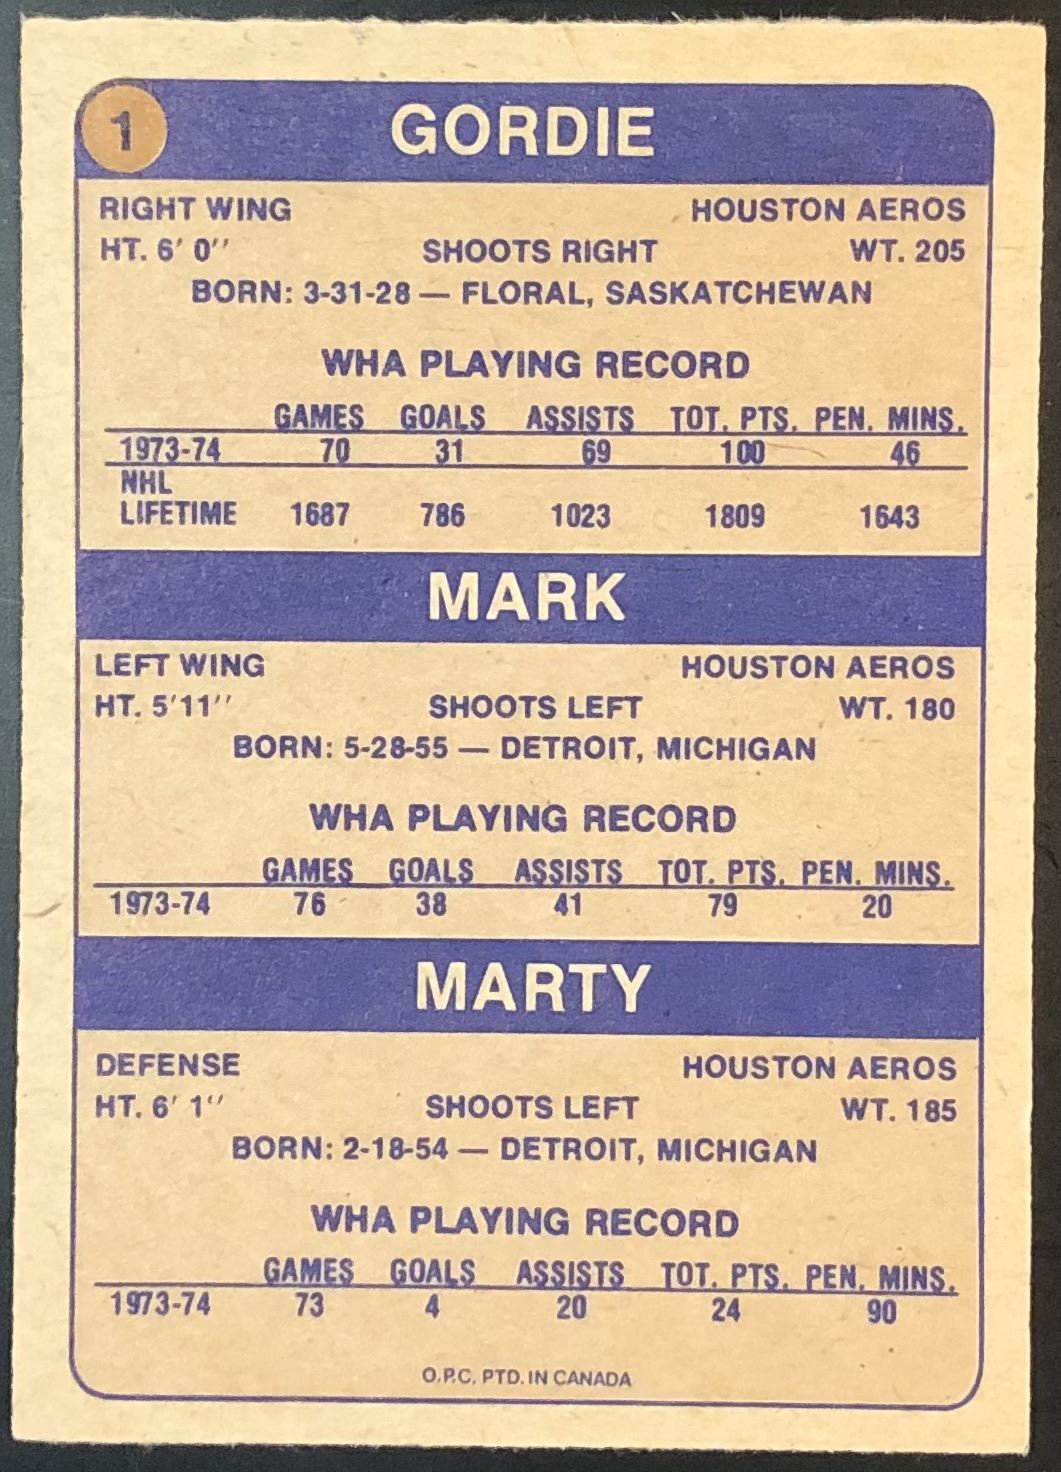 1 GORDIE
RIGHT WING HOUSTON AEROS
HT. 6' 0'' SHOOTS RIGHT WT. 205
BORN: 3-31-28 — FLORAL, SASKATCHEWAN
WHA PLAYING RECORD
GAMES GOALS ASSISTS TOT. PTS. PEN. MINS.
1973-74 70 31 69 100 46
NHL
LIFETIME 1687 786 1023 1809 1643
MARK
LEFT WING HOUSTON AEROS
HT. 5'11'' SHOOTS LEFT WT. 180
BORN: 5-28-55 — DETROIT, MICHIGAN
WHA PLAYING RECORD
GAMES GOALS ASSISTS TOT. PTS. PEN. MINS.
1973-74 76 38 41 79 20
MARTY
DEFENSE HOUSTON AEROS
HT. 6' 1'' SHOOTS LEFT WT. 185
BORN: 2-18-54 — DETROIT, MICHIGAN
WHA PLAYING RECORD
GAMES GOALS ASSISTS TOT. PTS. PEN. MINS.
1973-74 73 4 20 24 90
O.P.C. PTD. IN CANADA